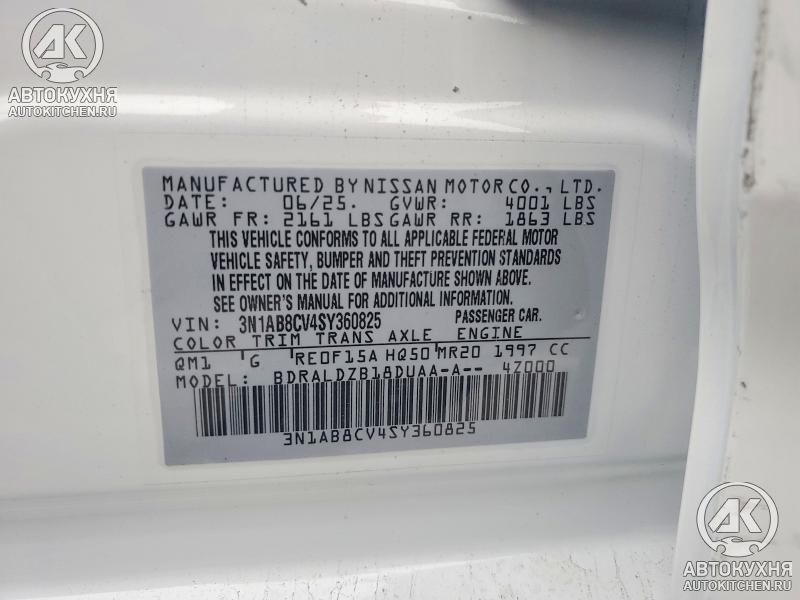 AK
АВТОКУХНЯ
AUTOKITCHEN.RU
MANUFACTURED BY NISSAN MOTOR CO., LTD.
DATE: 06/25. GVWR: 4001 LBS
GAWR FR: 2161 LBS GAWR RR: 1863 LBS
THIS VEHICLE CONFORMS TO ALL APPLICABLE FEDERAL MOTOR
VEHICLE SAFETY, BUMPER AND THEFT PREVENTION STANDARDS
IN EFFECT ON THE DATE OF MANUFACTURE SHOWN ABOVE.
SEE OWNER'S MANUAL FOR ADDITIONAL INFORMATION.
VIN: 3N1AB8CV4SY360825 PASSENGER CAR.
COLOR TRIM TRANS AXLE ENGINE
QM1 G RE0F15A HQ50 MR20 1997 CC
MODEL: BDRALDZB18DUAA-A-- 4Z000
3N1AB8CV4SY360825
AK
АВТОКУХНЯ
AUTOKITCHEN.RU